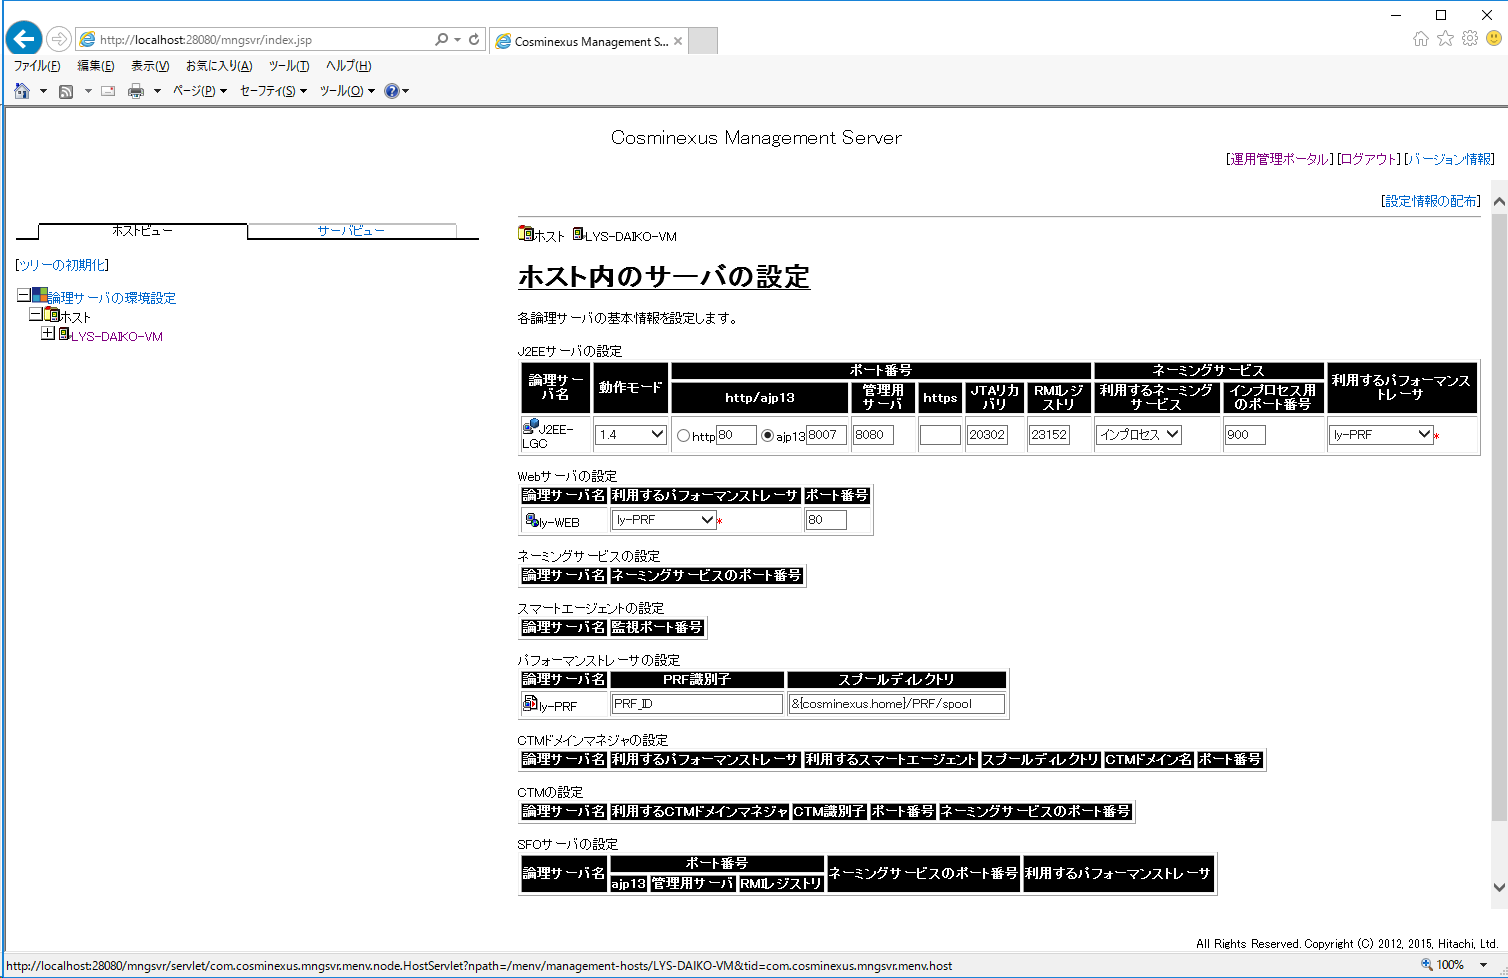 http://localhost:28080/mngsvr/index.jsp
Cosminexus Management S...
ファイル(F) 編集(E) 表示(V) お気に入り(A) ツール(T) ヘルプ(H)
ページ(P) セーフティ(S) ツール(O)
Cosminexus Management Server
[運用管理ポータル] [ログアウト] [バージョン情報]
[設定情報の配布]
ホストビュー サーバビュー
[ツリーの初期化]
論理サーバの環境設定
ホスト
LYS-DAIKO-VM
ホスト LYS-DAIKO-VM
ホスト内のサーバの設定
各論理サーバの基本情報を設定します。
J2EEサーバの設定
論理サーバ名 動作モード ポート番号 ネーミングサービス 利用するパフォーマンストレーサ
http/ajp13 管理用サーバ https JTAリカバリ RMIレジストリ 利用するネーミングサービス インプロセス用のポート番号
J2EE-LGC 1.4 http 80 ajp13 8007 8080 20302 23152 インプロセス 900 ly-PRF *
Webサーバの設定
論理サーバ名 利用するパフォーマンストレーサ ポート番号
ly-WEB ly-PRF * 80
ネーミングサービスの設定
論理サーバ名 ネーミングサービスのポート番号
スマートエージェントの設定
論理サーバ名 監視ポート番号
パフォーマンストレーサの設定
論理サーバ名 PRF識別子 スプールディレクトリ
ly-PRF PRF_ID &{cosminexus.home}/PRF/spool
CTMドメインマネジャの設定
論理サーバ名 利用するパフォーマンストレーサ 利用するスマートエージェント スプールディレクトリ CTMドメイン名 ポート番号
CTMの設定
論理サーバ名 利用するCTMドメインマネジャ CTM識別子 ポート番号 ネーミングサービスのポート番号
SFOサーバの設定
論理サーバ名 ポート番号 ネーミングサービスのポート番号 利用するパフォーマンストレーサ
ajp13 管理用サーバ RMIレジストリ
All Rights Reserved. Copyright (C) 2012, 2015, Hitachi, Ltd.
http://localhost:28080/mngsvr/servlet/com.cosminexus.mngsvr.menv.node.HostServlet?npath=/menv/management-hosts/LYS-DAIKO-VM&tid=com.cosminexus.mngsvr.menv.host
100%